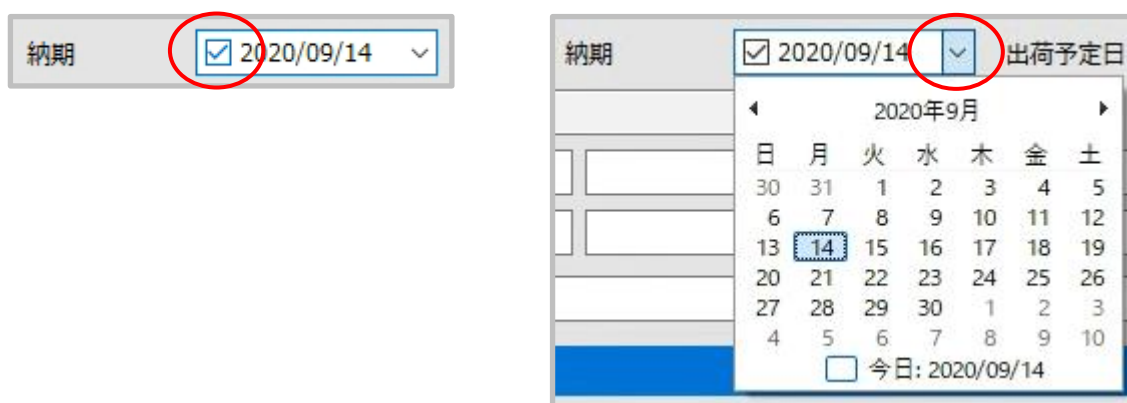 納期 2020/09/14
納期 2020/09/14 出荷予定日
2020年9月
日 月 火 水 木 金 土
30 31 1 2 3 4 5
6 7 8 9 10 11 12
13 14 15 16 17 18 19
20 21 22 23 24 25 26
27 28 29 30 1 2 3
4 5 6 7 8 9 10
今日: 2020/09/14